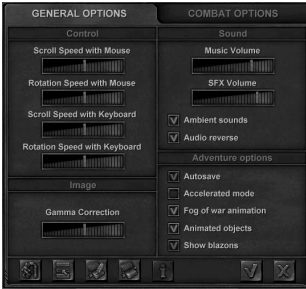 GENERAL OPTIONS
COMBAT OPTIONS
Control
Scroll Speed with Mouse
Rotation Speed with Mouse
Scroll Speed with Keyboard
Rotation Speed with Keyboard
Image
Gamma Correction
Sound
Music Volume
SFX Volume
Ambient sounds
Audio reverse
Adventure options
Autosave
Accelerated mode
Fog of war animation
Animated objects
Show blazons